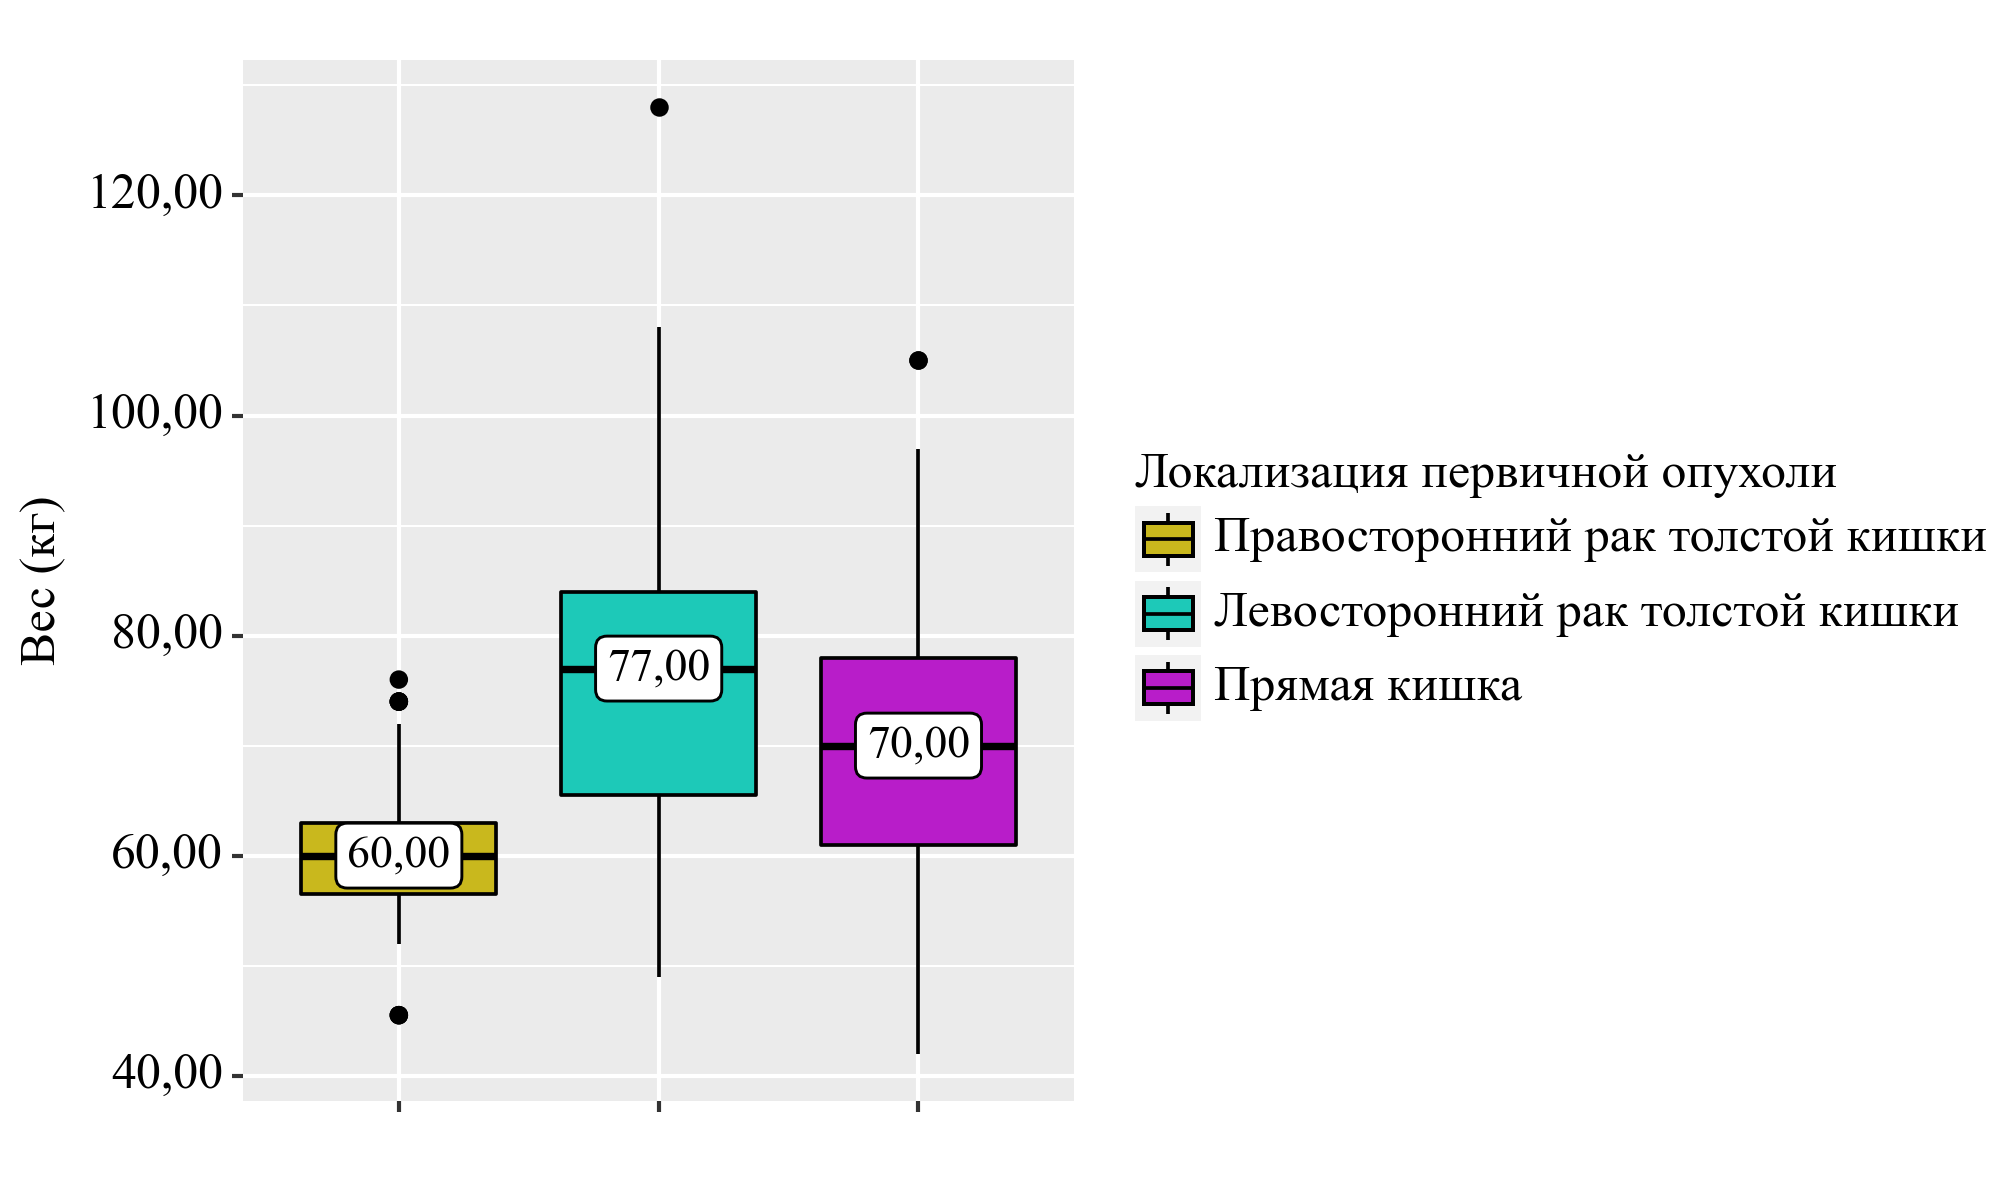 Вес (кг)
120,00
100,00
80,00
60,00
40,00
60,00
77,00
70,00
Локализация первичной опухоли
Правосторонний рак толстой кишки
Левосторонний рак толстой кишки
Прямая кишка